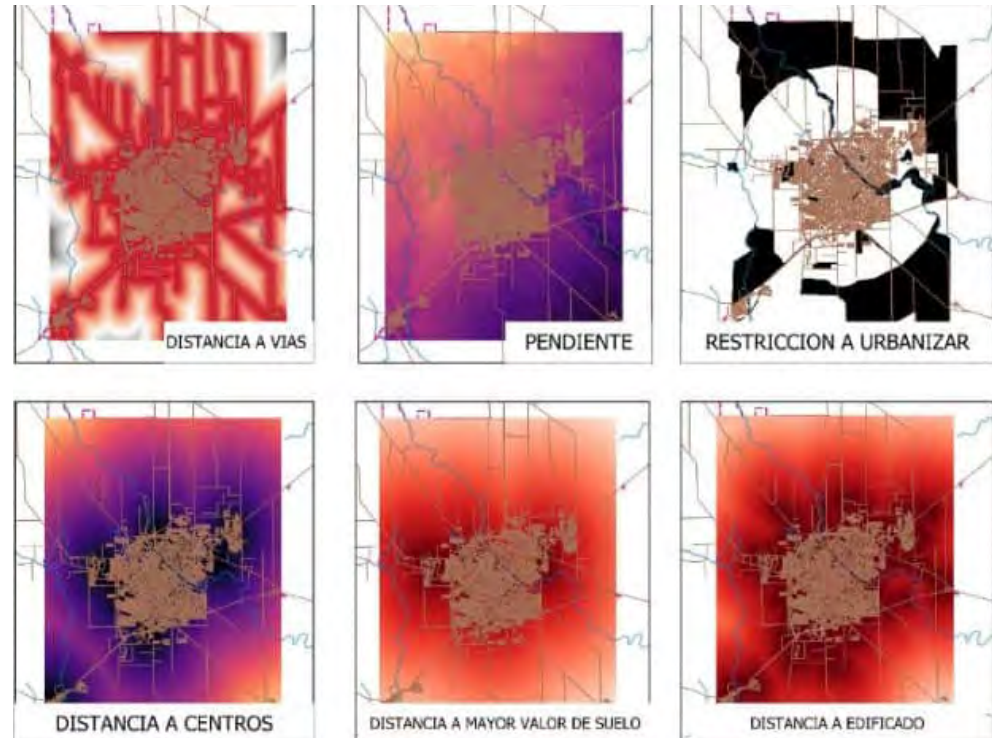 DISTANCIA A VIAS
PENDIENTE
RESTRICCION A URBANIZAR
DISTANCIA A CENTROS
DISTANCIA A MAYOR VALOR DE SUELO
DISTANCIA A EDIFICADO